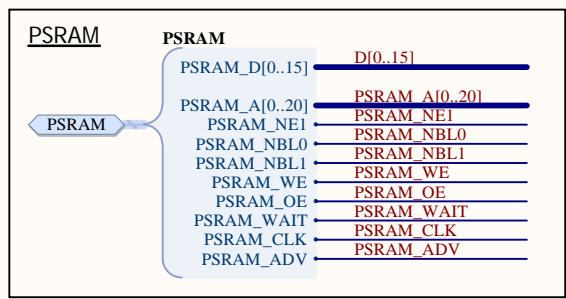 PSRAM
PSRAM
PSRAM
PSRAM_D[0..15] D[0..15]
PSRAM_A[0..20] PSRAM_A[0..20]
PSRAM_NE1 PSRAM_NE1
PSRAM_NBL0 PSRAM_NBL0
PSRAM_NBL1 PSRAM_NBL1
PSRAM_WE PSRAM_WE
PSRAM_OE PSRAM_OE
PSRAM_WAIT PSRAM_WAIT
PSRAM_CLK PSRAM_CLK
PSRAM_ADV PSRAM_ADV